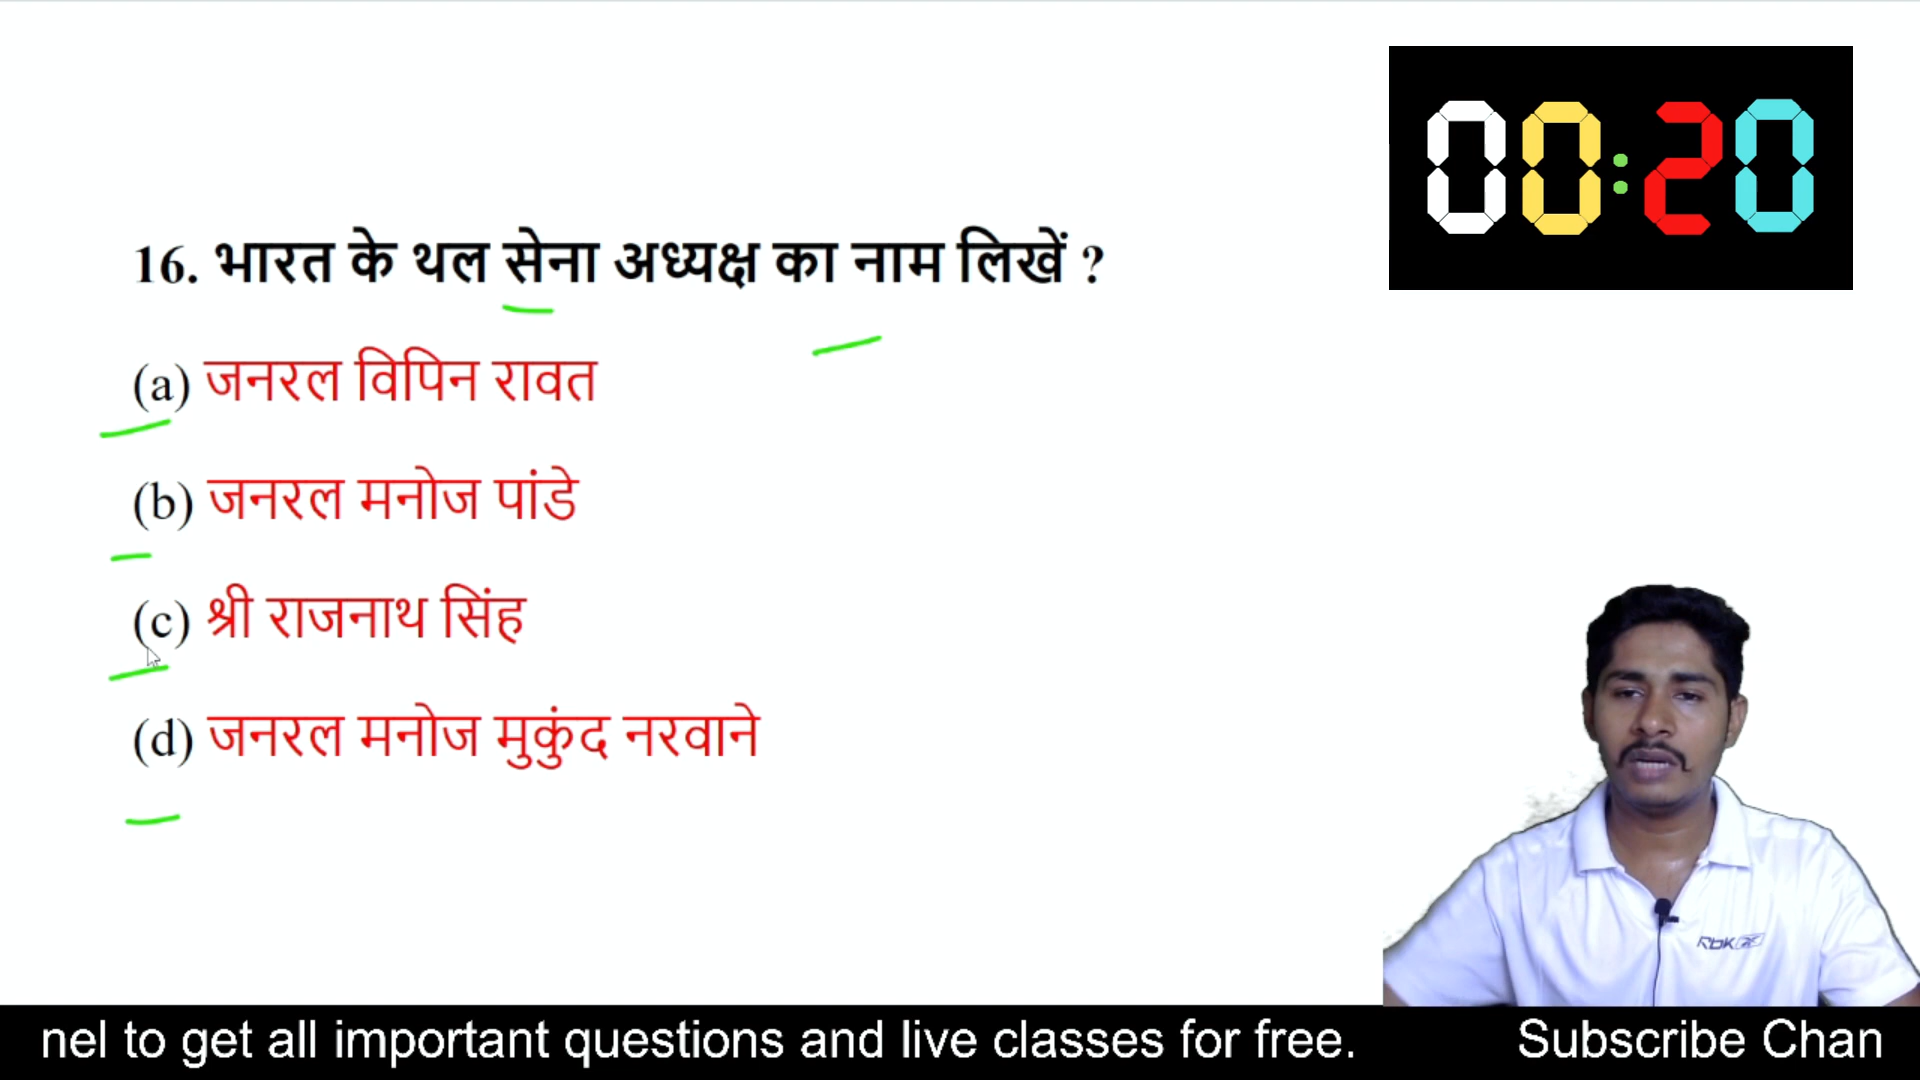 00:20
16. भारत के थल सेना अध्यक्ष का नाम लिखें ?
(a) जनरल विपिन रावत
(b) जनरल मनोज पांडे
(c) श्री राजनाथ सिंह
(d) जनरल मनोज मुकुंद नरवाने
Rbk
nel to get all important questions and live classes for free. Subscribe Chan